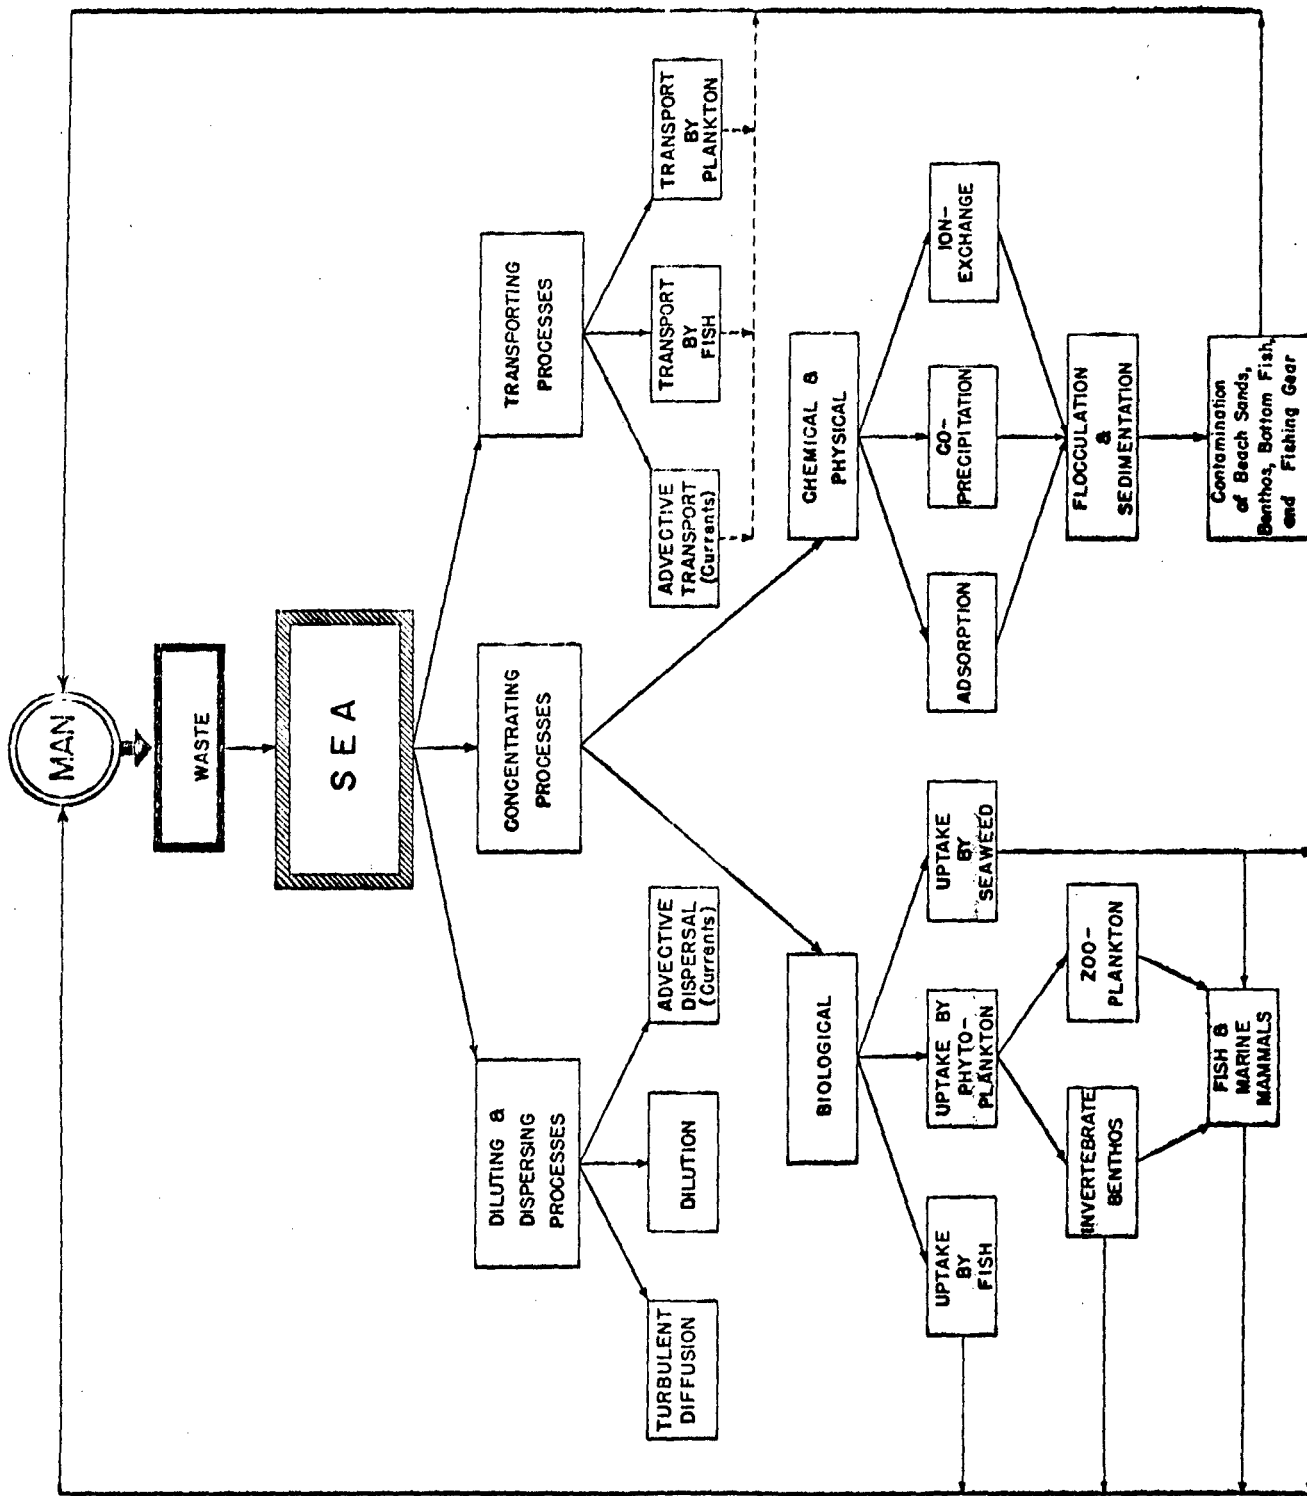 MAN
WASTE
SEA
DILUTING &
DISPERSING
PROCESSES
CONCENTRATING
PROCESSES
TRANSPORTING
PROCESSES
TURBULENT
DIFFUSION
DILUTION
ADVECTIVE
DISPERSAL
(Currents)
ADVECTIVE
TRANSPORT
(Currents)
TRANSPORT
BY
FISH
TRANSPORT
BY
PLANKTON
BIOLOGICAL
CHEMICAL &
PHYSICAL
UPTAKE
BY
FISH
UPTAKE BY
PHYTO-
PLANKTON
UPTAKE
BY
SEAWEED
ADSORPTION
CO-
PRECIPITATION
ION-
EXCHANGE
INVERTEBRATE
BENTHOS
ZOO-
PLANKTON
FLOCCULATION
&
SEDIMENTATION
FISH &
MARINE
MAMMALS
Contamination
of Beach Sands,
Benthos, Bottom Fish,
and Fishing Gear